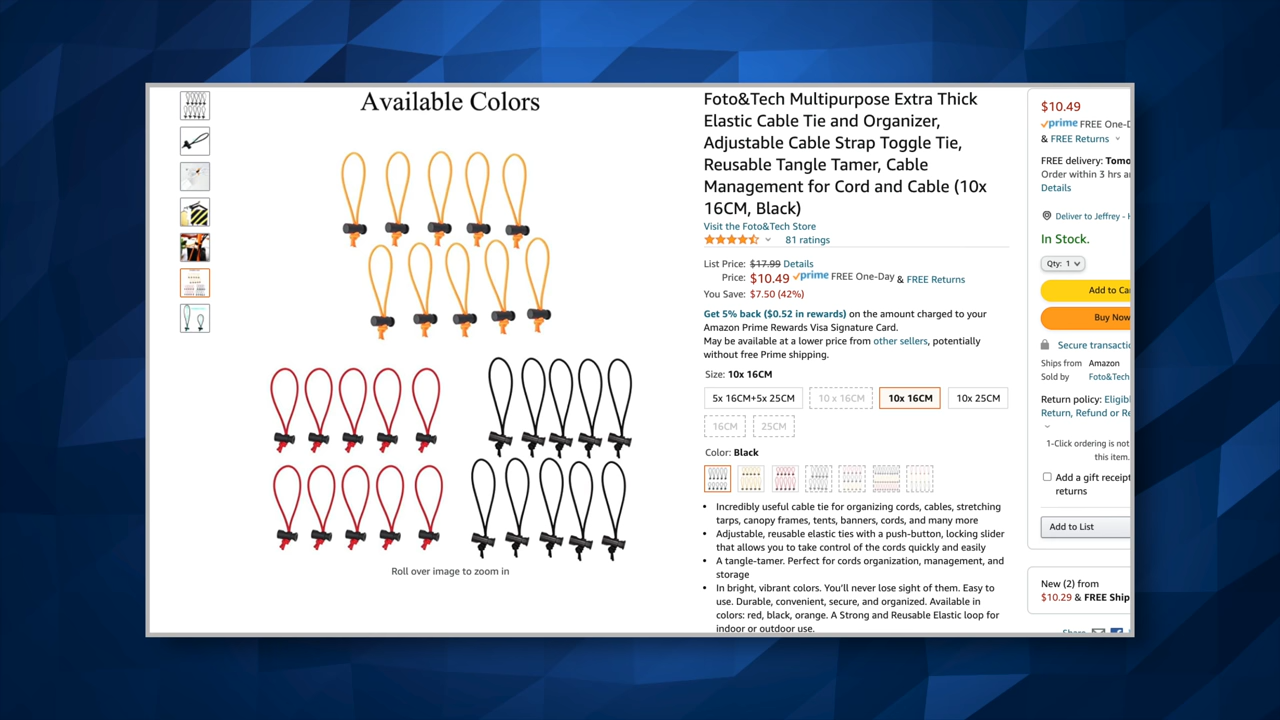 Available Colors
Roll over image to zoom in
Foto&Tech Multipurpose Extra Thick
Elastic Cable Tie and Organizer,
Adjustable Cable Strap Toggle Tie,
Reusable Tangle Tamer, Cable
Management for Cord and Cable (10x
16CM, Black)
Visit the Foto&Tech Store
81 ratings
List Price: $17.99 Details
Price: $10.49 prime FREE One-Day & FREE Returns
You Save: $7.50 (42%)
Get 5% back ($0.52 in rewards) on the amount charged to your
Amazon Prime Rewards Visa Signature Card.
May be available at a lower price from other sellers, potentially
without free Prime shipping.
Size: 10x 16CM
5x 16CM+5x 25CM 10 x 16CM 10x 16CM 10x 25CM
16CM 25CM
Color: Black
• Incredibly useful cable tie for organizing cords, cables, stretching
tarps, canopy frames, tents, banners, cords, and many more
• Adjustable, reusable elastic ties with a push-button, locking slider
that allows you to take control of the cords quickly and easily
• A tangle-tamer. Perfect for cords organization, management, and
storage
• In bright, vibrant colors. You'll never lose sight of them. Easy to
use. Durable, convenient, secure, and organized. Available in
colors: red, black, orange. A Strong and Reusable Elastic loop for
indoor or outdoor use.
$10.49
prime FREE One-D
& FREE Returns
FREE delivery: Tomo
Order within 3 hrs a
Details
Deliver to Jeffrey - H
In Stock.
Qty: 1
Add to Ca
Buy Now
Secure transactio
Ships from Amazon
Sold by Foto&Tech
Return policy: Eligibl
Return, Refund or Re
1-Click ordering is not
this item.
Add a gift receipt
returns
Add to List
New (2) from
$10.29 & FREE Ship
Share